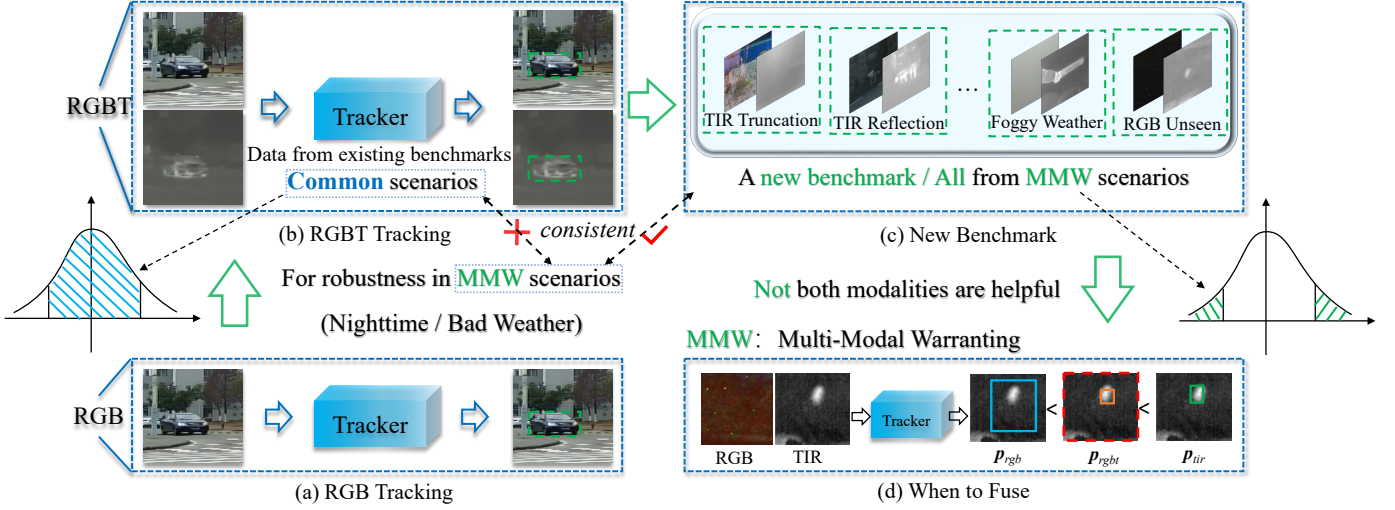 RGBT
Tracker
Data from existing benchmarks
Common scenarios
(b) RGBT Tracking
TIR Truncation
TIR Reflection
...
Foggy Weather
RGB Unseen
A new benchmark / All from MMW scenarios
(c) New Benchmark
consistent
For robustness in MMW scenarios
(Nighttime / Bad Weather)
Not both modalities are helpful
MMW: Multi-Modal Warranting
RGB
Tracker
(a) RGB Tracking
RGB
TIR
Tracker
p_rgb
<
p_rgbt
<
p_tir
(d) When to Fuse